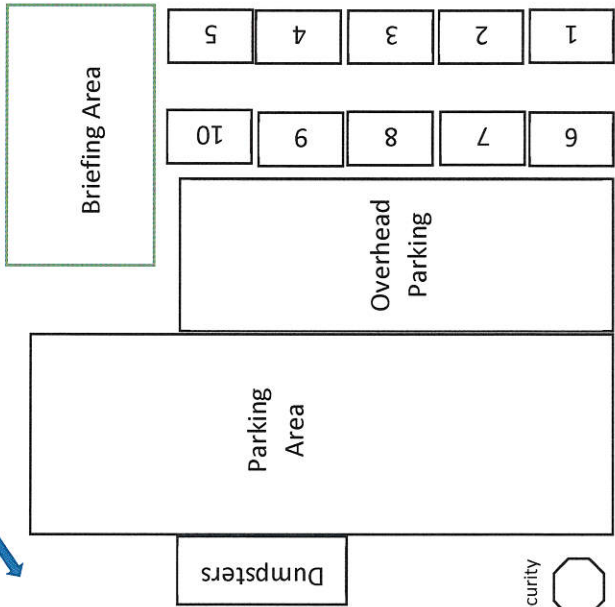 Briefing Area
5
4
3
2
1
10
9
8
7
6
Overhead
Parking
Parking
Area
Dumpsters
curity